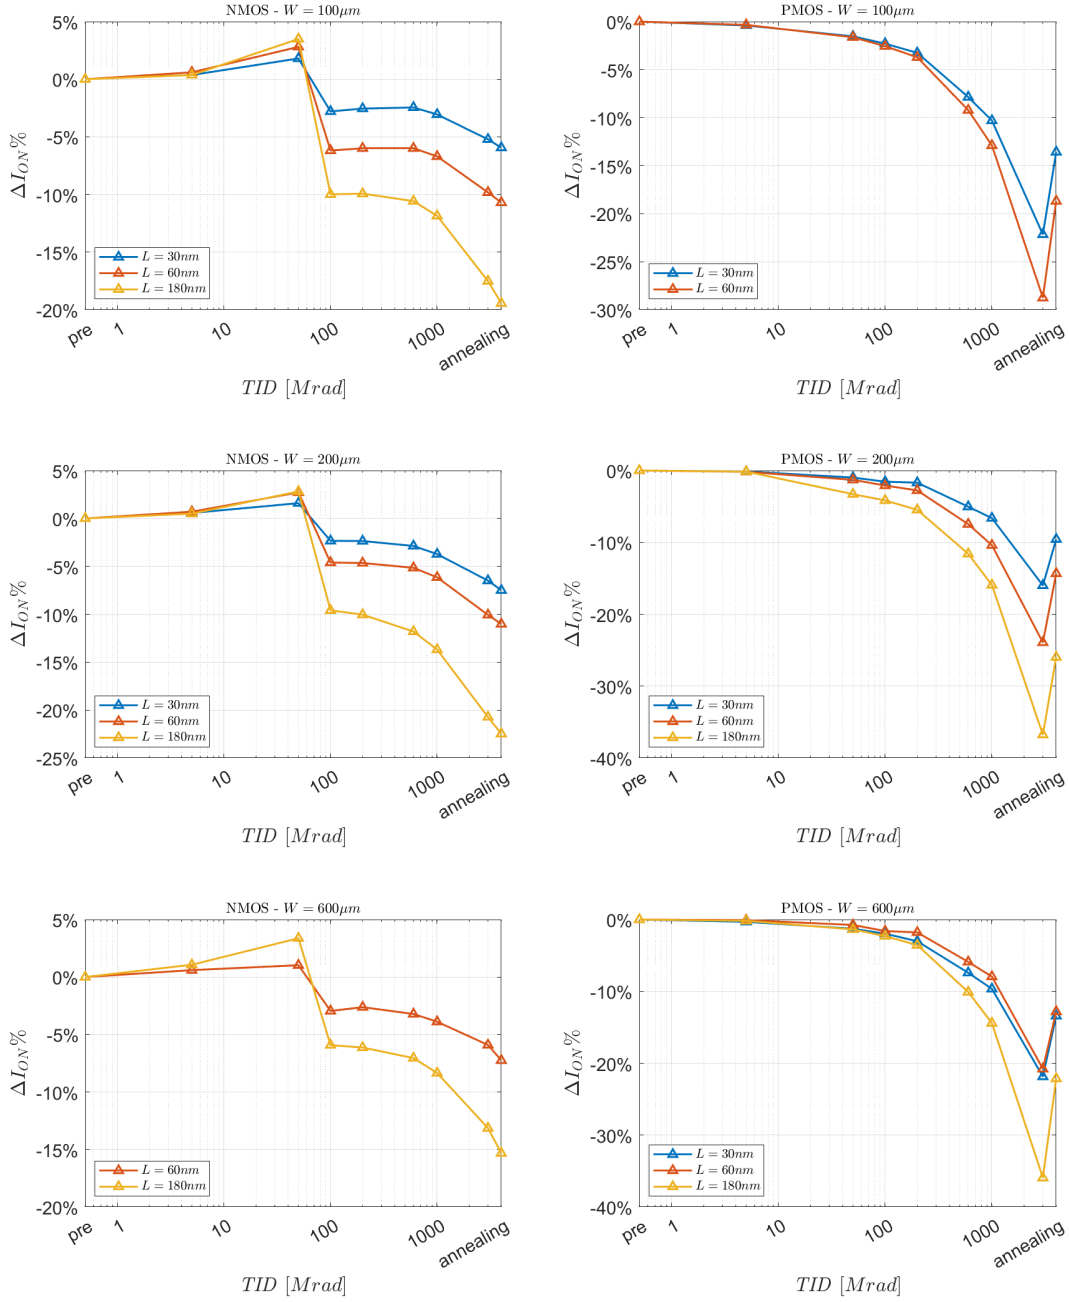 NMOS - W = 100μm
5%
0%
-5%
-10%
-15%
-20%
ΔI_ON%
L = 30nm
L = 60nm
L = 180nm
pre 1 10 100 1000 annealing
TID [Mrad]
PMOS - W = 100μm
0%
-5%
-10%
-15%
-20%
-25%
-30%
ΔI_ON%
L = 30nm
L = 60nm
pre 1 10 100 1000 annealing
TID [Mrad]
NMOS - W = 200μm
5%
0%
-5%
-10%
-15%
-20%
-25%
ΔI_ON%
L = 30nm
L = 60nm
L = 180nm
pre 1 10 100 1000 annealing
TID [Mrad]
PMOS - W = 200μm
0%
-10%
-20%
-30%
-40%
ΔI_ON%
L = 30nm
L = 60nm
L = 180nm
pre 1 10 100 1000 annealing
TID [Mrad]
NMOS - W = 600μm
5%
0%
-5%
-10%
-15%
-20%
ΔI_ON%
L = 60nm
L = 180nm
pre 1 10 100 1000 annealing
TID [Mrad]
PMOS - W = 600μm
0%
-10%
-20%
-30%
-40%
ΔI_ON%
L = 30nm
L = 60nm
L = 180nm
pre 1 10 100 1000 annealing
TID [Mrad]